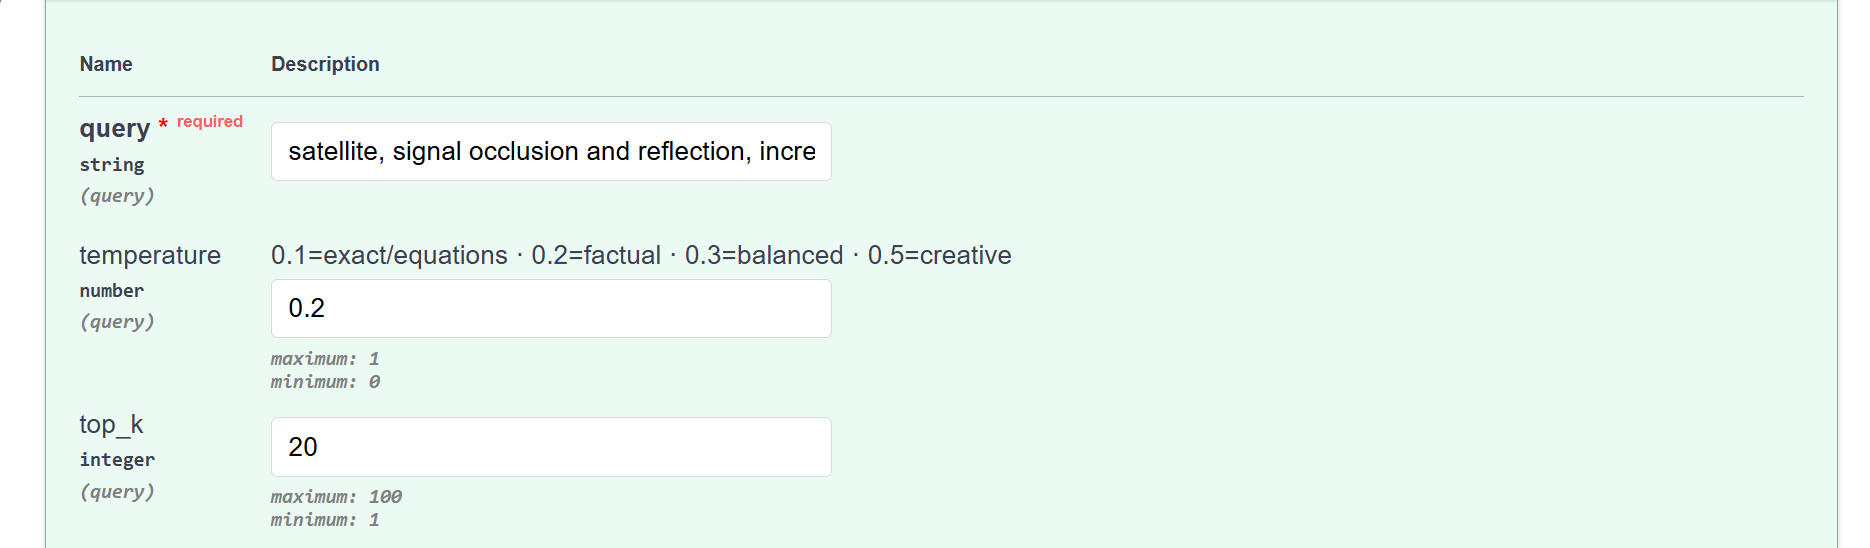 Name Description
query * required
satellite, signal occlusion and reflection, incre
string
(query)
temperature 0.1=exact/equations · 0.2=factual · 0.3=balanced · 0.5=creative
number
0.2
(query)
maximum: 1
minimum: 0
top_k
20
integer
(query)
maximum: 100
minimum: 1